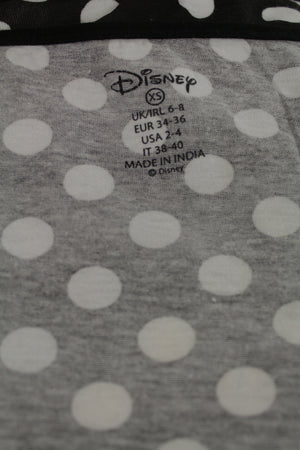 Disney
XS
UK/IRL 6-8
EUR 34-36
USA 2-4
IT 38-40
MADE IN INDIA
© Disney